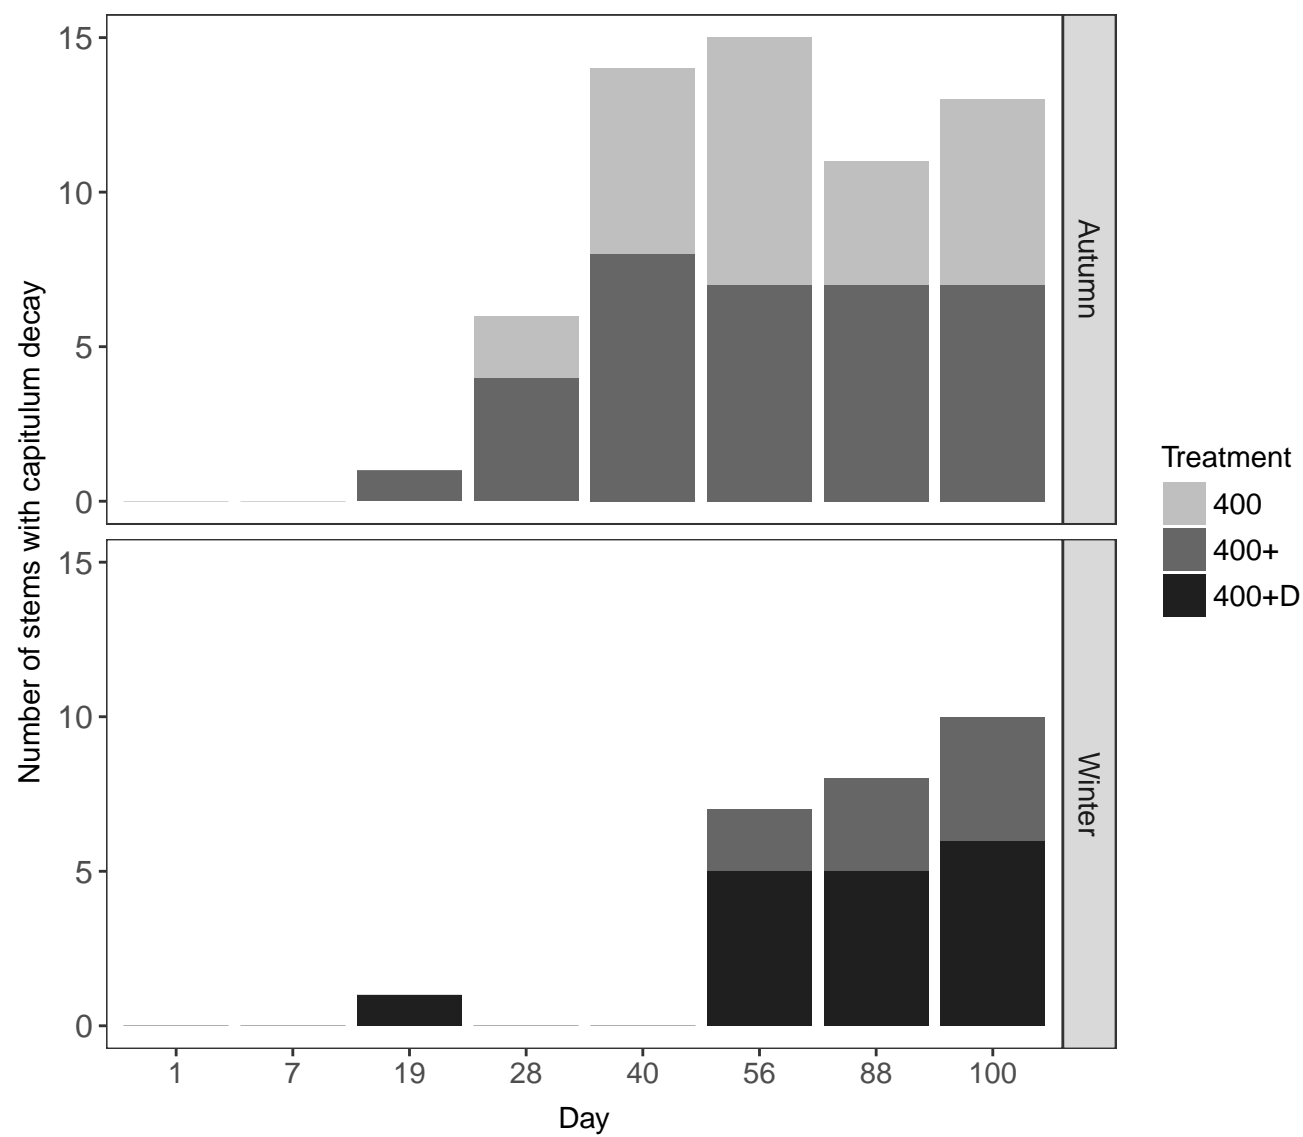 Number of stems with capitulum decay
15
10
5
0
Autumn
15
10
5
0
Winter
1 7 19 28 40 56 88 100
Day
Treatment
400
400+
400+D